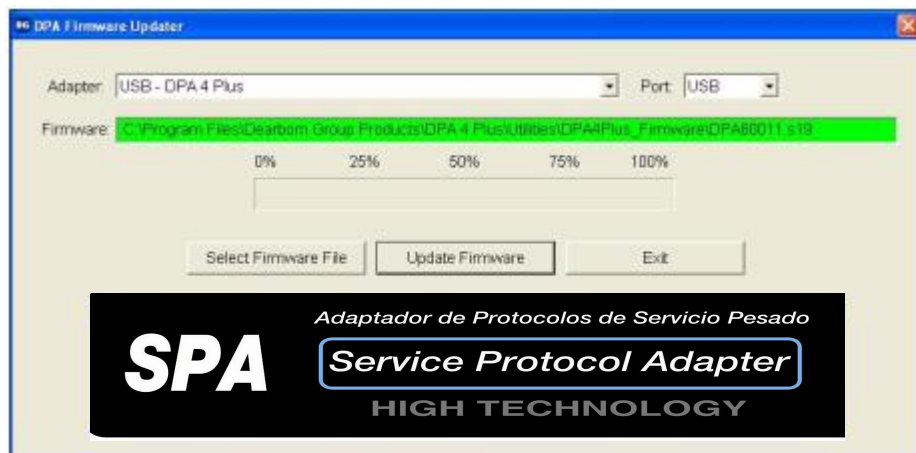 DPA Firmware Updater
Adapter: USB - DPA 4 Plus Port: USB
Firmware: C:\Program Files\Dearborn Group Products\DPA 4 Plus\Utilities\DPA4Plus_Firmware\DPA60011.s19
0% 25% 50% 75% 100%
Select Firmware File Update Firmware Exit
Adaptador de Protocolos de Servicio Pesado
SPA Service Protocol Adapter
HIGH TECHNOLOGY